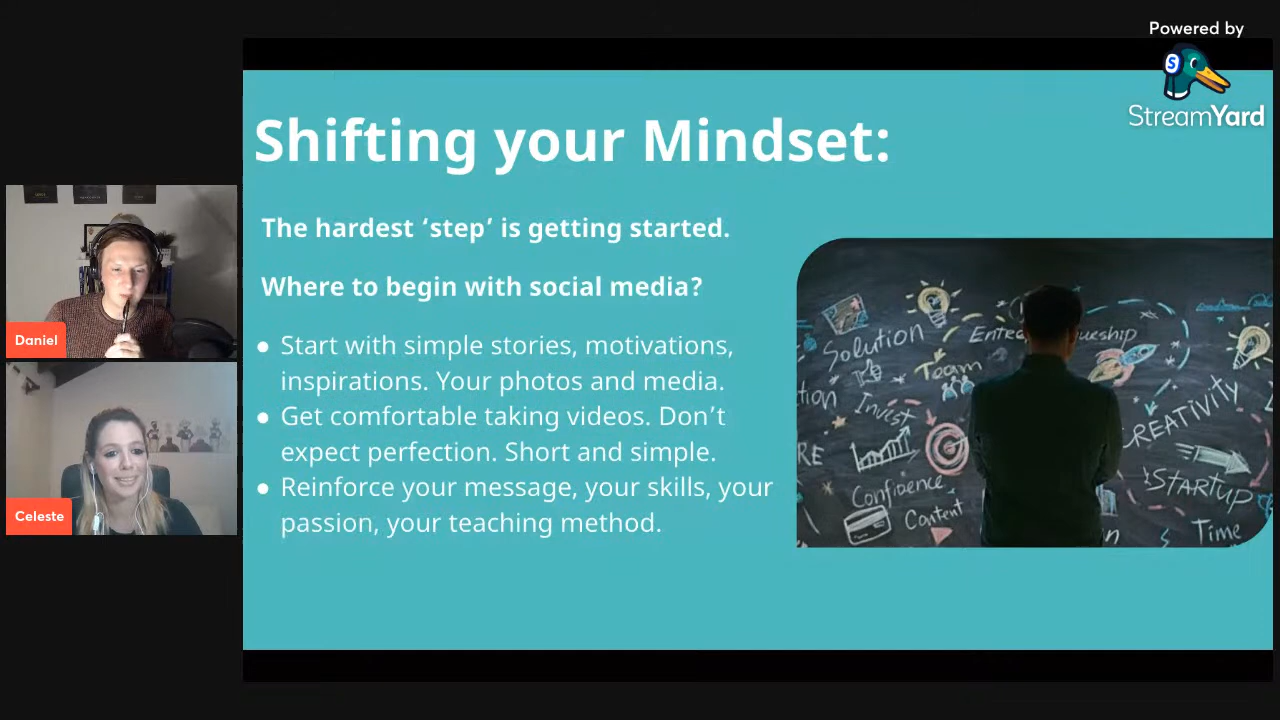 Powered by
StreamYard
Shifting your Mindset:
The hardest ‘step’ is getting started.
Where to begin with social media?
● Start with simple stories, motivations,
inspirations. Your photos and media.
● Get comfortable taking videos. Don’t
expect perfection. Short and simple.
● Reinforce your message, your skills, your
passion, your teaching method.
Daniel
Celeste
Solution
Team
Invest
Confidence
Content
CREATIVITY
STARTUP
Time